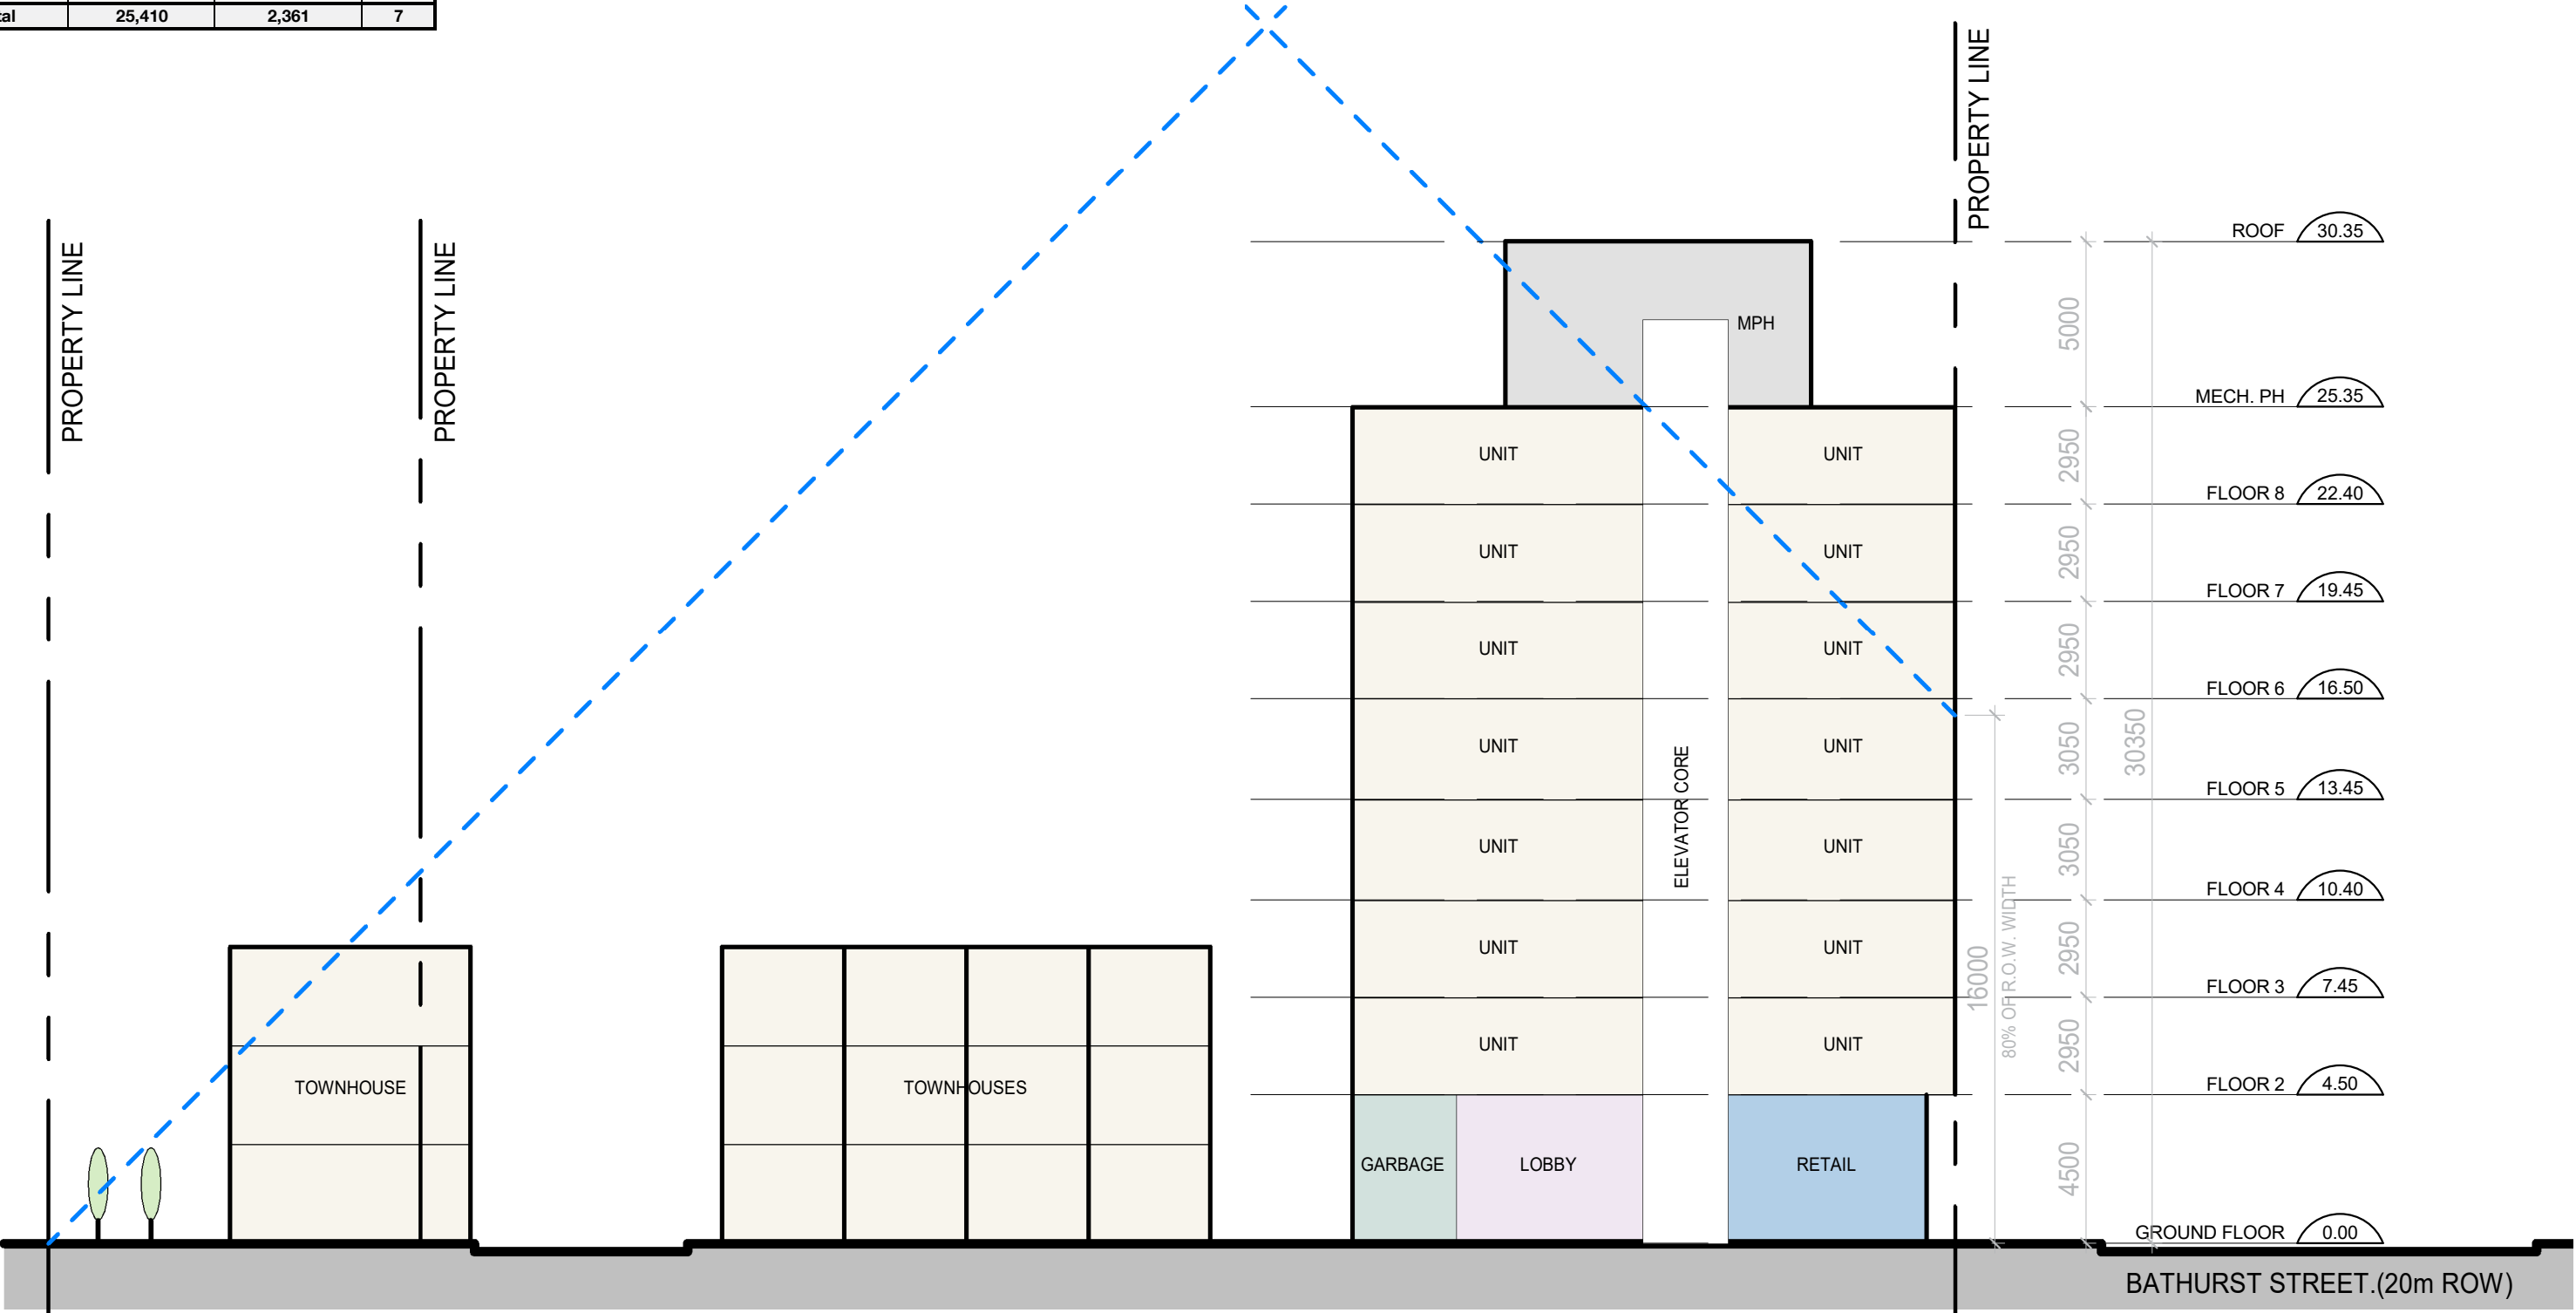 25,410 2,361 7
PROPERTY LINE
PROPERTY LINE
PROPERTY LINE
ROOF 30.35
5000
MPH
MECH. PH 25.35
UNIT UNIT 2950
FLOOR 8 22.40
UNIT UNIT 2950
FLOOR 7 19.45
UNIT UNIT 2950
FLOOR 6 16.50
UNIT UNIT 3050 30350
FLOOR 5 13.45
ELEVATOR CORE
UNIT UNIT 3050
FLOOR 4 10.40
UNIT UNIT 2950
16000
80% OF R.O.W. WIDTH
FLOOR 3 7.45
UNIT UNIT 2950
TOWNHOUSE TOWNHOUSES
FLOOR 2 4.50
GARBAGE LOBBY RETAIL 4500
GROUND FLOOR 0.00
BATHURST STREET.(20m ROW)